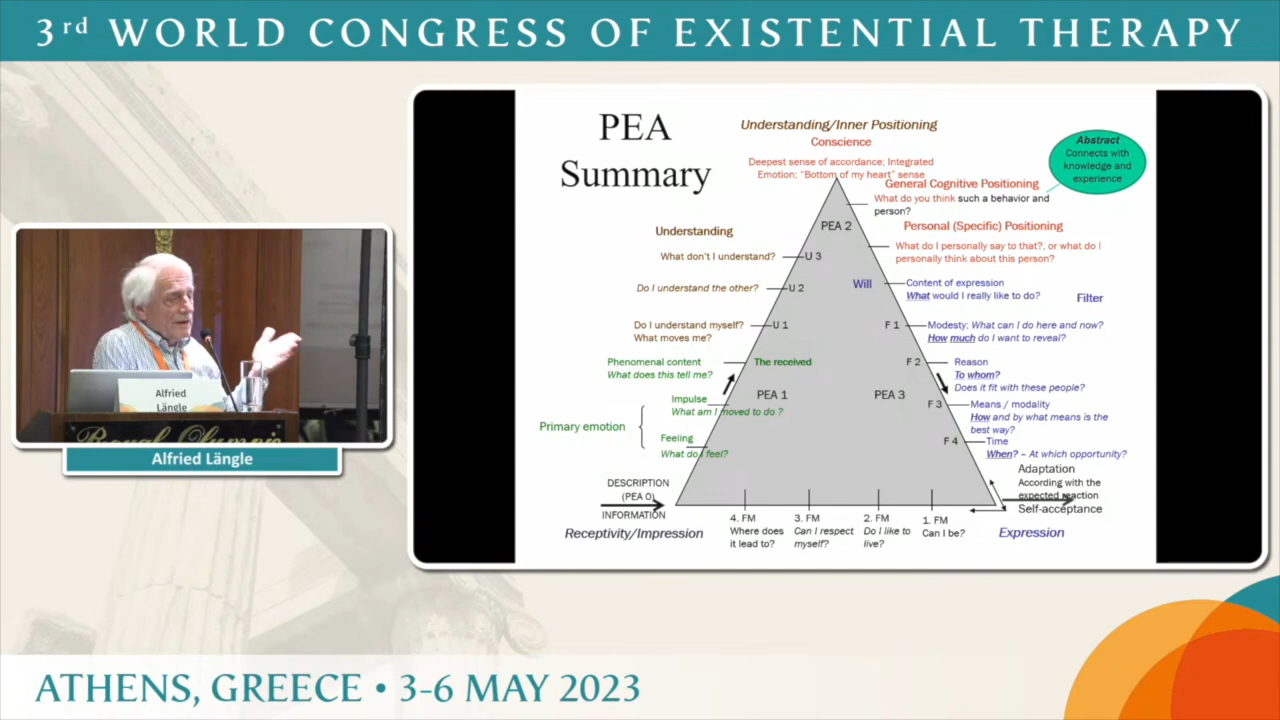 3rd WORLD CONGRESS OF EXISTENTIAL THERAPY
PEA
Summary
Understanding/Inner Positioning
Conscience
Deepest sense of accordance; Integrated
Emotion; "Bottom of my heart" sense
Abstract
Connects with
knowledge and
experience
General Cognitive Positioning
What do you think such a behavior and
person?
PEA 2
Personal (Specific) Positioning
What do I personally say to that?, or what do I
personally think about this person?
Understanding
What don't I understand?
U 3
Do I understand the other?
U 2
Do I understand myself?
What moves me?
U 1
Will
Content of expression
What would I really like to do?
Filter
F 1
Modesty: What can I do here and now?
How much do I want to reveal?
Phenomenal content
What does this tell me?
The received
F 2
Reason
To whom?
Does it fit with these people?
PEA 1
PEA 3
Impulse
What am I moved to do ?
Primary emotion
Feeling
What do I feel?
F 3
Means / modality
How and by what means is the
best way?
F 4
Time
When? – At which opportunity?
Adaptation
According with the
expected reaction
Self-acceptance
DESCRIPTION
(PEA 0)
INFORMATION
Receptivity/Impression
4. FM
Where does
it lead to?
3. FM
Can I respect
myself?
2. FM
Do I like to
live?
1. FM
Can I be?
Expression
Alfried
Längle
Royal Olympic
Alfried Längle
ATHENS, GREECE • 3-6 MAY 2023